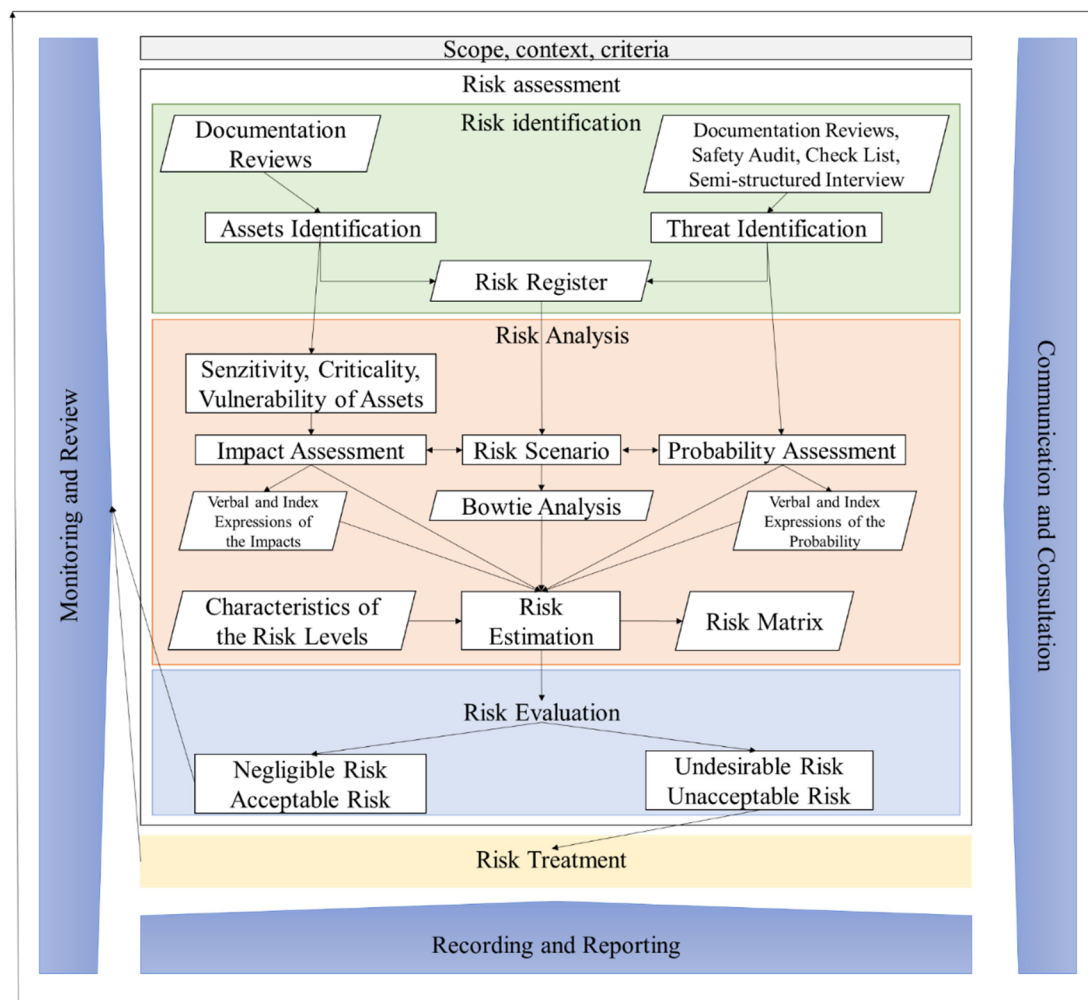 Scope, context, criteria
Risk assessment
Risk identification
Documentation
Reviews
Documentation Reviews,
Safety Audit, Check List,
Semi-structured Interview
Assets Identification
Threat Identification
Risk Register
Risk Analysis
Senzitivity, Criticality,
Vulnerability of Assets
Impact Assessment
Risk Scenario
Probability Assessment
Verbal and Index
Expressions of
the Impacts
Bowtie Analysis
Verbal and Index
Expressions of the
Probability
Characteristics of
the Risk Levels
Risk
Estimation
Risk Matrix
Risk Evaluation
Negligible Risk
Acceptable Risk
Undesirable Risk
Unacceptable Risk
Risk Treatment
Recording and Reporting
Monitoring and Review
Communication and Consultation